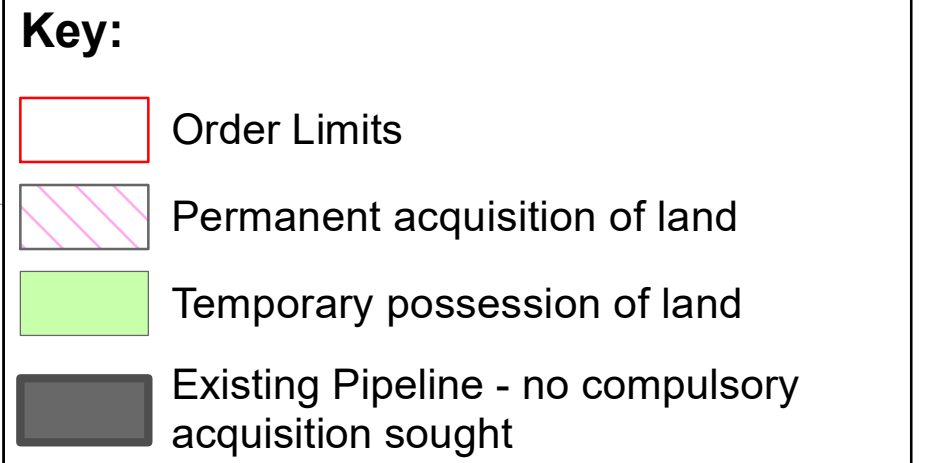 Key:
Order Limits
Permanent acquisition of land
Temporary possession of land
Existing Pipeline - no compulsory
acquisition sought